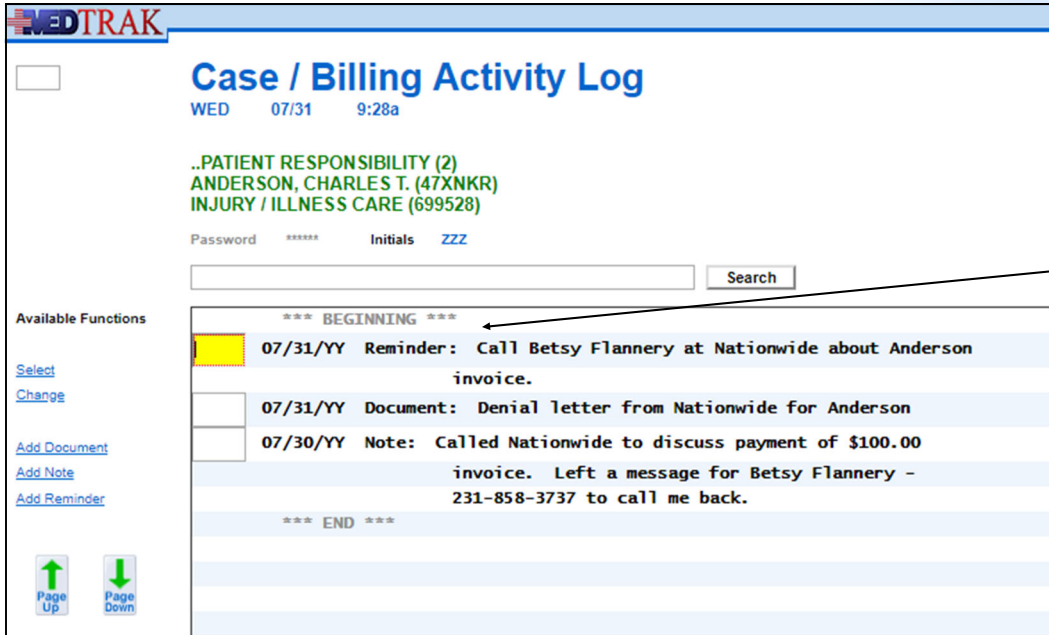 MEDTRAK
Case / Billing Activity Log
WED 07/31 9:28a
..PATIENT RESPONSIBILITY (2)
ANDERSON, CHARLES T. (47XNKR)
INJURY / ILLNESS CARE (699528)
Password ****** Initials ZZZ
Search
Available Functions
Select
Change
Add Document
Add Note
Add Reminder
Page Up
Page Down
*** BEGINNING ***
07/31/YY Reminder: Call Betsy Flannery at Nationwide about Anderson
invoice.
07/31/YY Document: Denial letter from Nationwide for Anderson
07/30/YY Note: Called Nationwide to discuss payment of $100.00
invoice. Left a message for Betsy Flannery -
231-858-3737 to call me back.
*** END ***